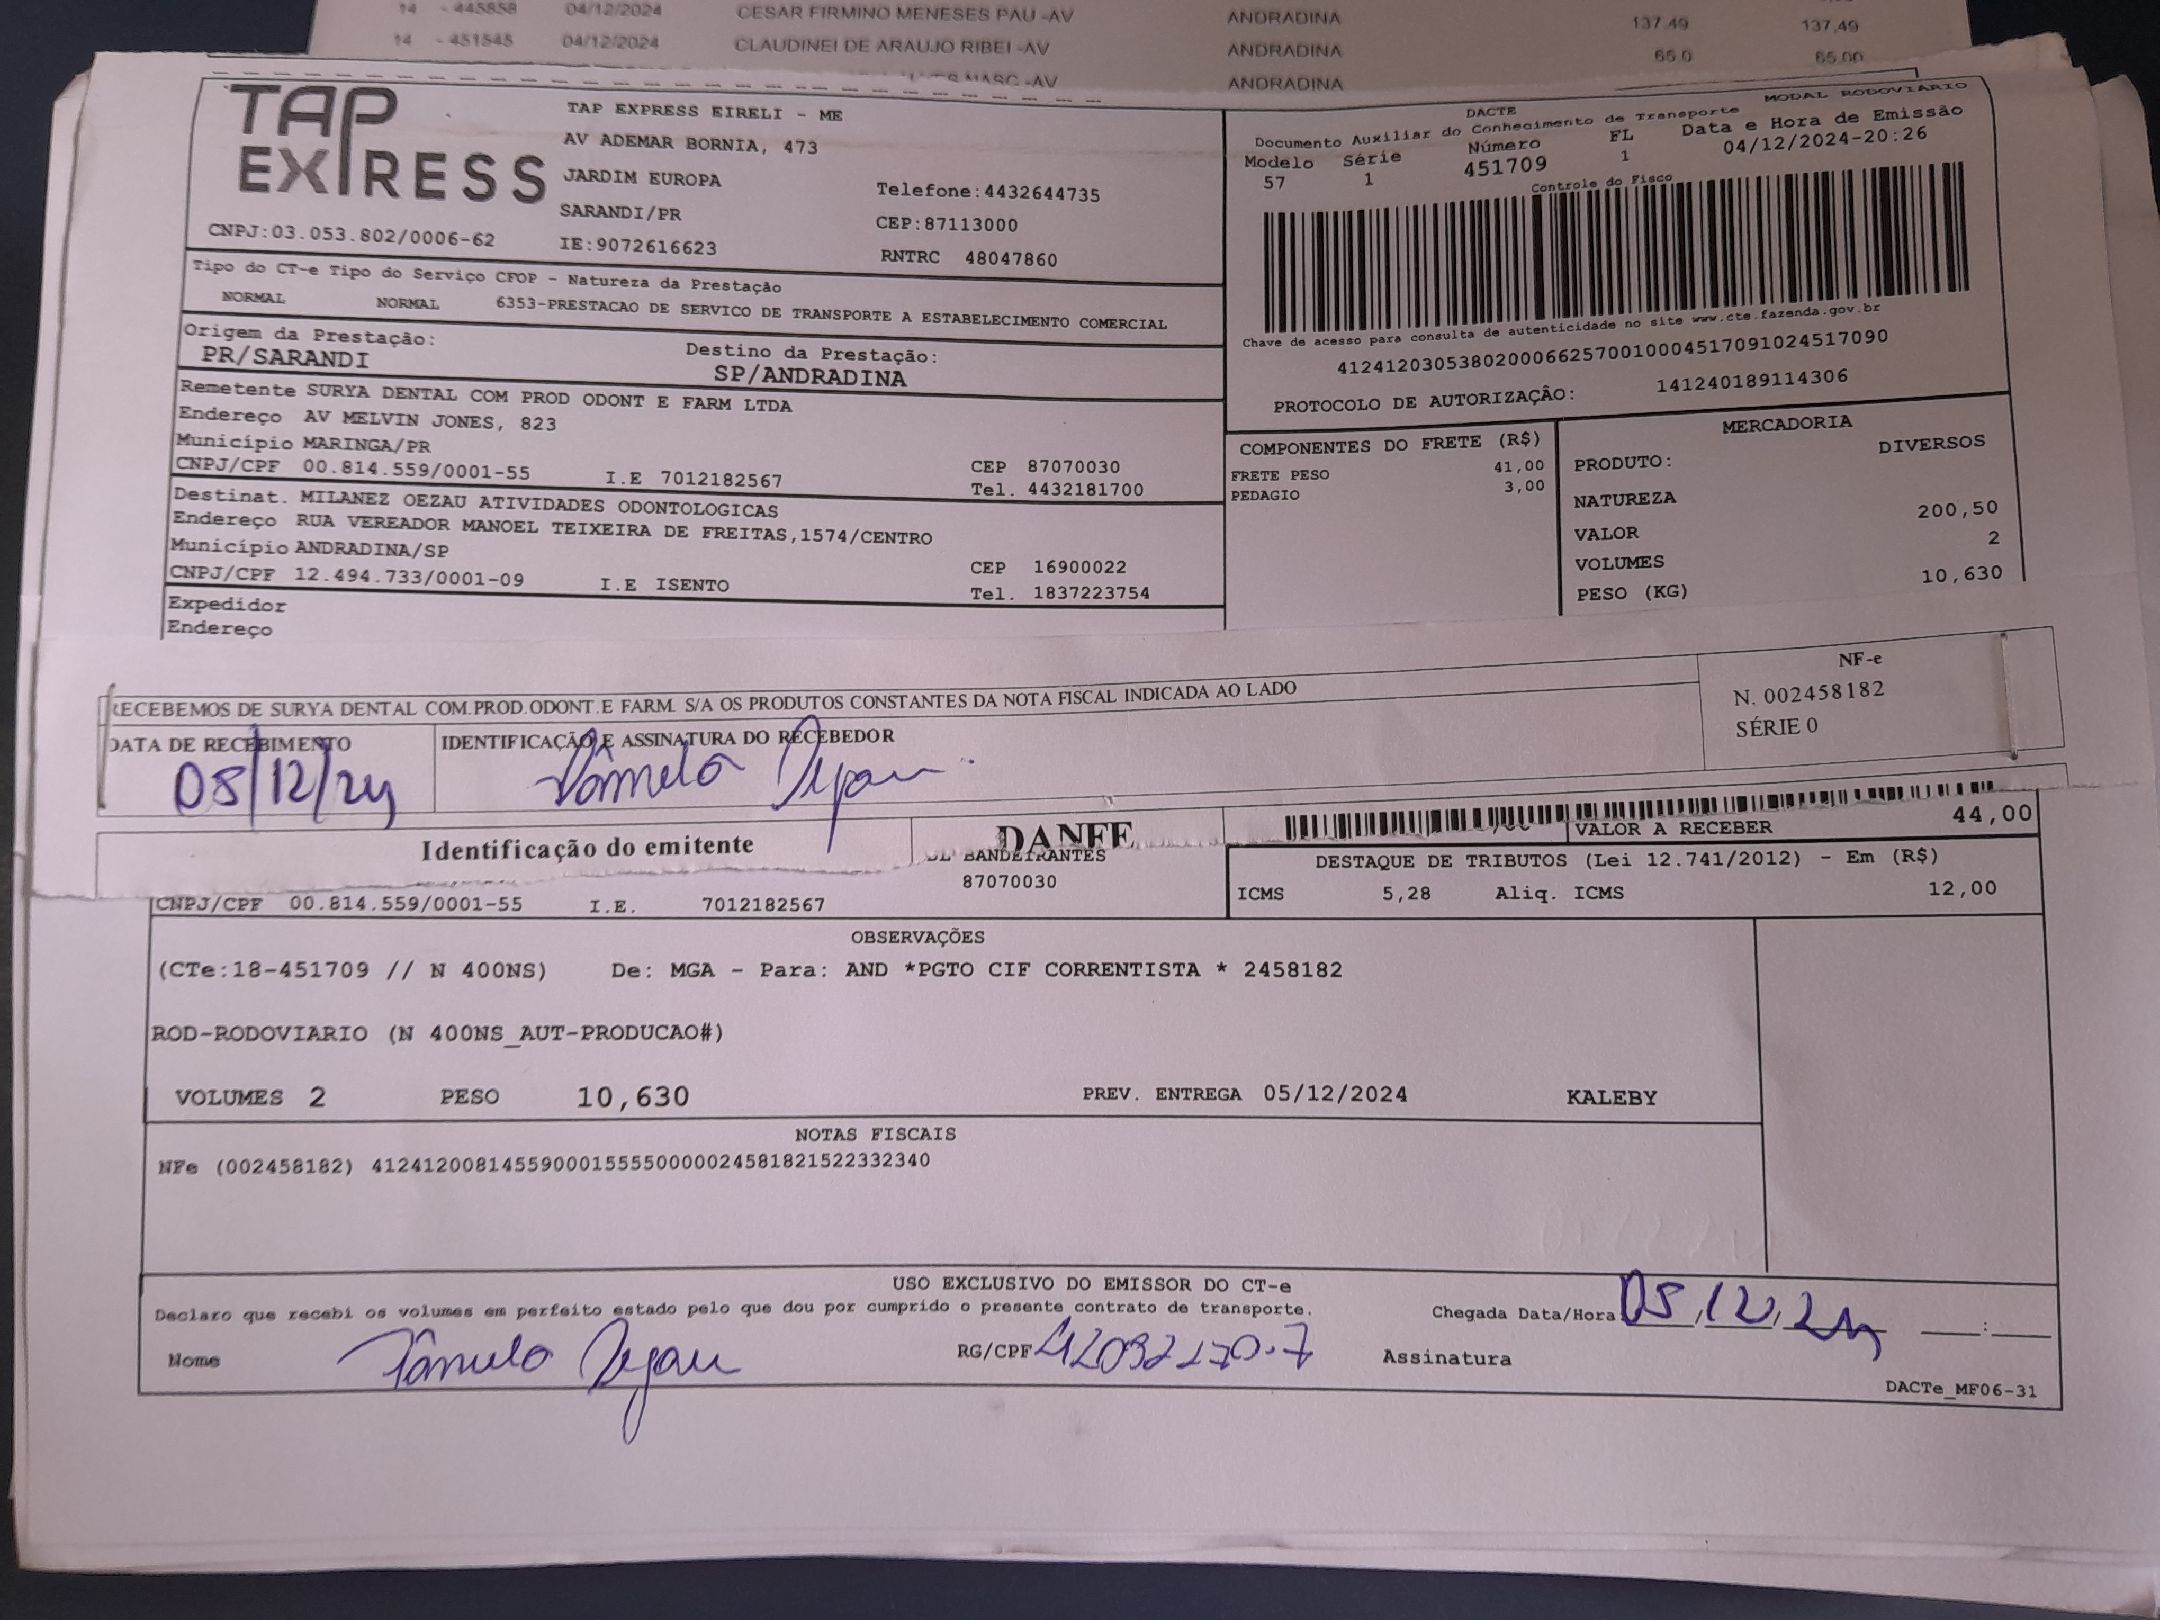 14 - 445858 04/12/2024 CESAR FIRMINO MENESES PAU -AV ANDRADINA 137,49 137,49
14 - 451545 04/12/2024 CLAUDINEI DE ARAUJO RIBEI -AV ANDRADINA 65,0 65,00
NASC -AV ANDRADINA
TAP EXPRESS
CNPJ:03.053.802/0006-62
TAP EXPRESS EIRELI - ME
AV ADEMAR BORNIA, 473
JARDIM EUROPA
SARANDI/PR
IE:9072616623
Telefone:4432644735
CEP:87113000
RNTRC 48047860
DACTE MODAL RODOVIARIO
Documento Auxiliar do Conhecimento de Transporte
Modelo Série Número FL Data e Hora de Emissão
57 1 451709 1 04/12/2024-20:26
Controle do Fisco
Chave de acesso para consulta de autenticidade no site www.cte.fazenda.gov.br
41241203053802000662570010004517091024517090
PROTOCOLO DE AUTORIZAÇÃO: 141240189114306
Tipo do CT-e Tipo do Serviço CFOP - Natureza da Prestação
NORMAL NORMAL 6353-PRESTACAO DE SERVICO DE TRANSPORTE A ESTABELECIMENTO COMERCIAL
Origem da Prestação: Destino da Prestação:
PR/SARANDI SP/ANDRADINA
Remetente SURYA DENTAL COM PROD ODONT E FARM LTDA
Endereço AV MELVIN JONES, 823
Município MARINGA/PR CEP 87070030
CNPJ/CPF 00.814.559/0001-55 I.E 7012182567 Tel. 4432181700
Destinat. MILANEZ OEZAU ATIVIDADES ODONTOLOGICAS
Endereço RUA VEREADOR MANOEL TEIXEIRA DE FREITAS,1574/CENTRO
Município ANDRADINA/SP CEP 16900022
CNPJ/CPF 12.494.733/0001-09 I.E ISENTO Tel. 1837223754
Expedidor
Endereço
COMPONENTES DO FRETE (R$)
FRETE PESO 41,00
PEDAGIO 3,00
MERCADORIA
PRODUTO: DIVERSOS
NATUREZA
VALOR 200,50
VOLUMES 2
PESO (KG) 10,630
RECEBEMOS DE SURYA DENTAL COM.PROD.ODONT.E FARM. S/A OS PRODUTOS CONSTANTES DA NOTA FISCAL INDICADA AO LADO
NF-e
N. 002458182
SÉRIE 0
DATA DE RECEBIMENTO IDENTIFICAÇÃO E ASSINATURA DO RECEBEDOR
05/12/24
Identificação do emitente DANFE
BANDEIRANTES
87070030
VALOR A RECEBER 44,00
CNPJ/CPF 00.814.559/0001-55 I.E. 7012182567
DESTAQUE DE TRIBUTOS (Lei 12.741/2012) - Em (R$)
ICMS 5,28 Aliq. ICMS 12,00
OBSERVAÇÕES
(CTe:18-451709 // N 400NS) De: MGA - Para: AND *PGTO CIF CORRENTISTA * 2458182
ROD-RODOVIARIO (N 400NS_AUT-PRODUCAO#)
VOLUMES 2 PESO 10,630 PREV. ENTREGA 05/12/2024 KALEBY
NOTAS FISCAIS
NFe (002458182) 41241200814559000155550000024581821522332340
USO EXCLUSIVO DO EMISSOR DO CT-e
Declaro que recebi os volumes em perfeito estado pelo que dou por cumprido o presente contrato de transporte.
Chegada Data/Hora 05/12/24 :
Nome RG/CPF Assinatura
DACTe_MF06-31